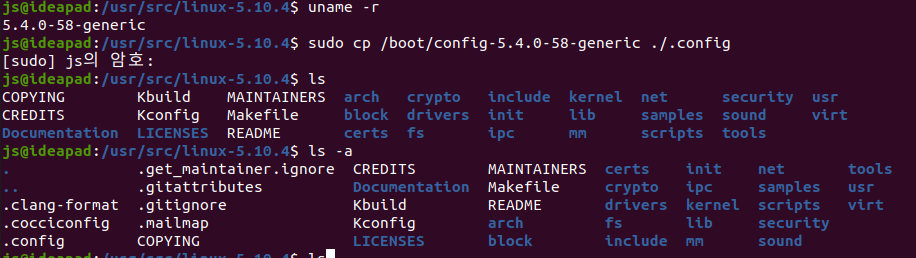 js@ideapad:/usr/src/linux-5.10.4$ uname -r
5.4.0-58-generic
js@ideapad:/usr/src/linux-5.10.4$ sudo cp /boot/config-5.4.0-58-generic ./.config
[sudo] js의 암호:
js@ideapad:/usr/src/linux-5.10.4$ ls
COPYING Kbuild MAINTAINERS arch crypto include kernel net security usr
CREDITS Kconfig Makefile block drivers init lib samples sound virt
Documentation LICENSES README certs fs ipc mm scripts tools
js@ideapad:/usr/src/linux-5.10.4$ ls -a
. .get_maintainer.ignore CREDITS MAINTAINERS certs init net tools
.. .gitattributes Documentation Makefile crypto ipc samples usr
.clang-format .gitignore Kbuild README drivers kernel scripts virt
.cocciconfig .mailmap Kconfig arch fs lib security
.config COPYING LICENSES block include mm sound
js@ideapad:/usr/src/linux-5.10.4$ ls